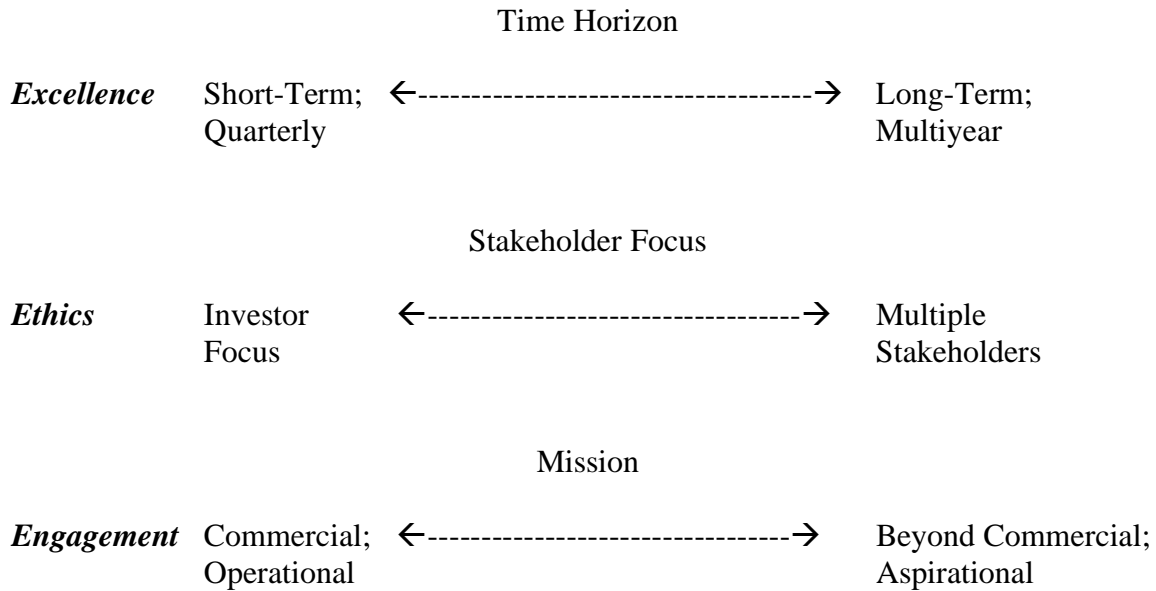 Time Horizon
Excellence Short-Term; ←-------------------------------------→ Long-Term;
Quarterly Multiyear
Stakeholder Focus
Ethics Investor ←-----------------------------------→ Multiple
Focus Stakeholders
Mission
Engagement Commercial; ←----------------------------------→ Beyond Commercial;
Operational Aspirational